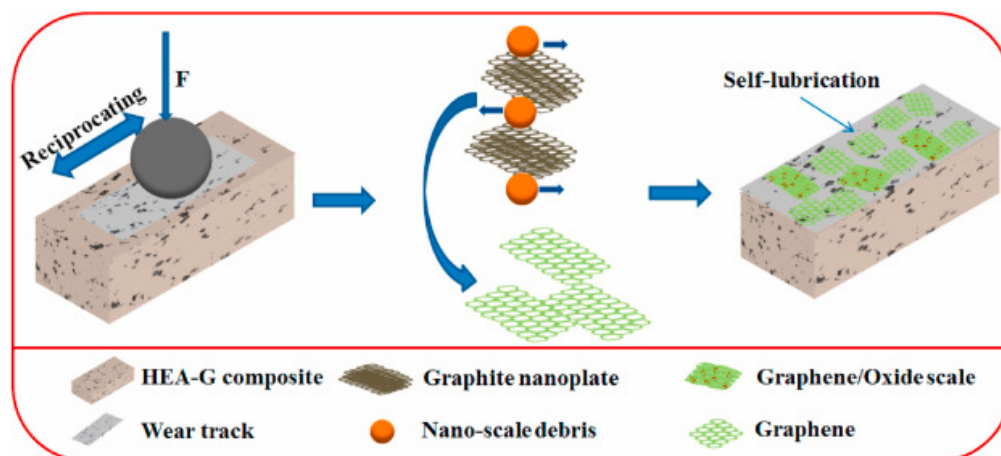 F
Reciprocating
Self-lubrication
HEA-G composite
Graphite nanoplate
Graphene/Oxide scale
Wear track
Nano-scale debris
Graphene